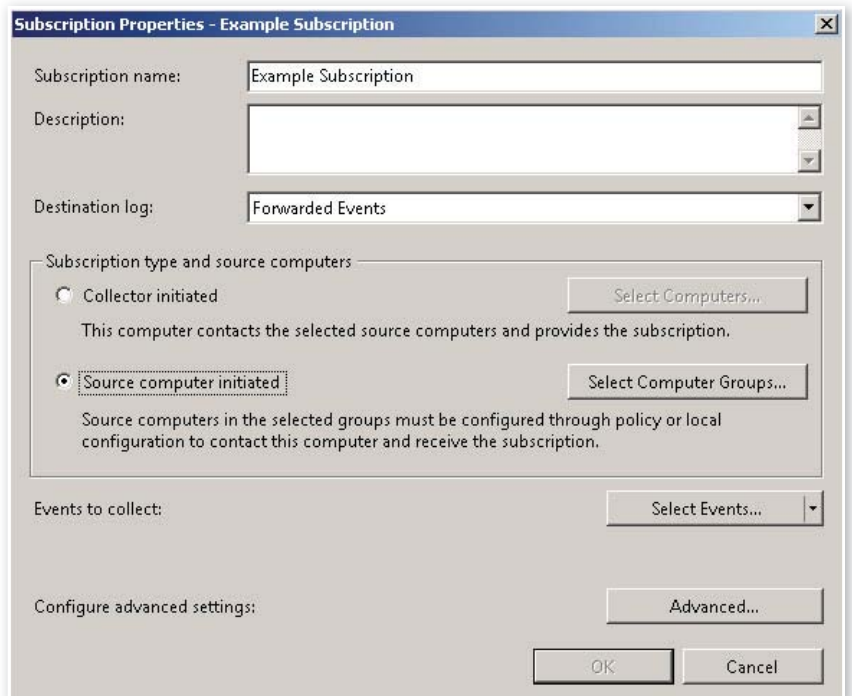 Subscription Properties - Example Subscription
Subscription name:
Example Subscription
Description:
Destination log:
Forwarded Events
Subscription type and source computers
Collector initiated
Select Computers...
This computer contacts the selected source computers and provides the subscription.
Source computer initiated
Select Computer Groups...
Source computers in the selected groups must be configured through policy or local
configuration to contact this computer and receive the subscription.
Events to collect:
Select Events...
Configure advanced settings:
Advanced...
OK
Cancel